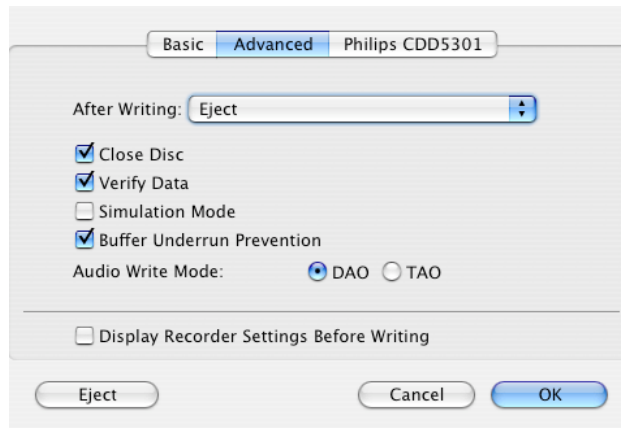 Basic Advanced Philips CDD5301
After Writing: Eject
Close Disc
Verify Data
Simulation Mode
Buffer Underrun Prevention
Audio Write Mode: DAO TAO
Display Recorder Settings Before Writing
Eject Cancel OK